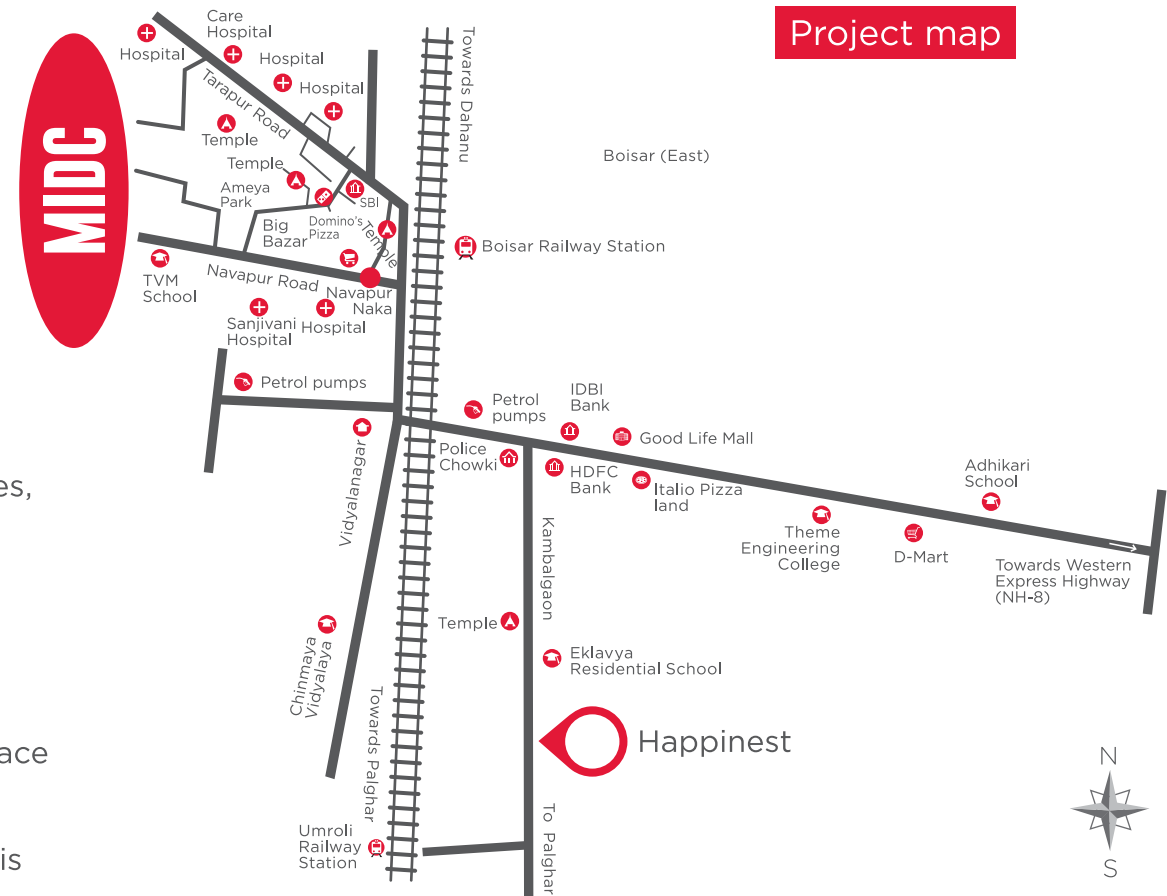 Project map
Care
Hospital
Hospital
Hospital
Hospital
Tarapur Road
Towards Dahanu
MIDC
Temple
Temple
Boisar (East)
Ameya
Park
SBI
Big
Bazar
Domino's
Pizza
Temple
Boisar Railway Station
TVM
School
Navapur Road
Navapur
Naka
Sanjivani
Hospital
Hospital
Petrol pumps
Petrol
pumps
IDBI
Bank
Good Life Mall
Vidyalanagar
Police
Chowki
HDFC
Bank
Italio Pizza
land
Adhikari
School
es,
Kambalgaon
Theme
Engineering
College
D-Mart
Towards Western
Express Highway
(NH-8)
Temple
Chinmaya
Vidyalaya
Eklavya
Residential School
Towards Palghar
Happinest
ace
N
To Palghar
Umroli
Railway
Station
is
S